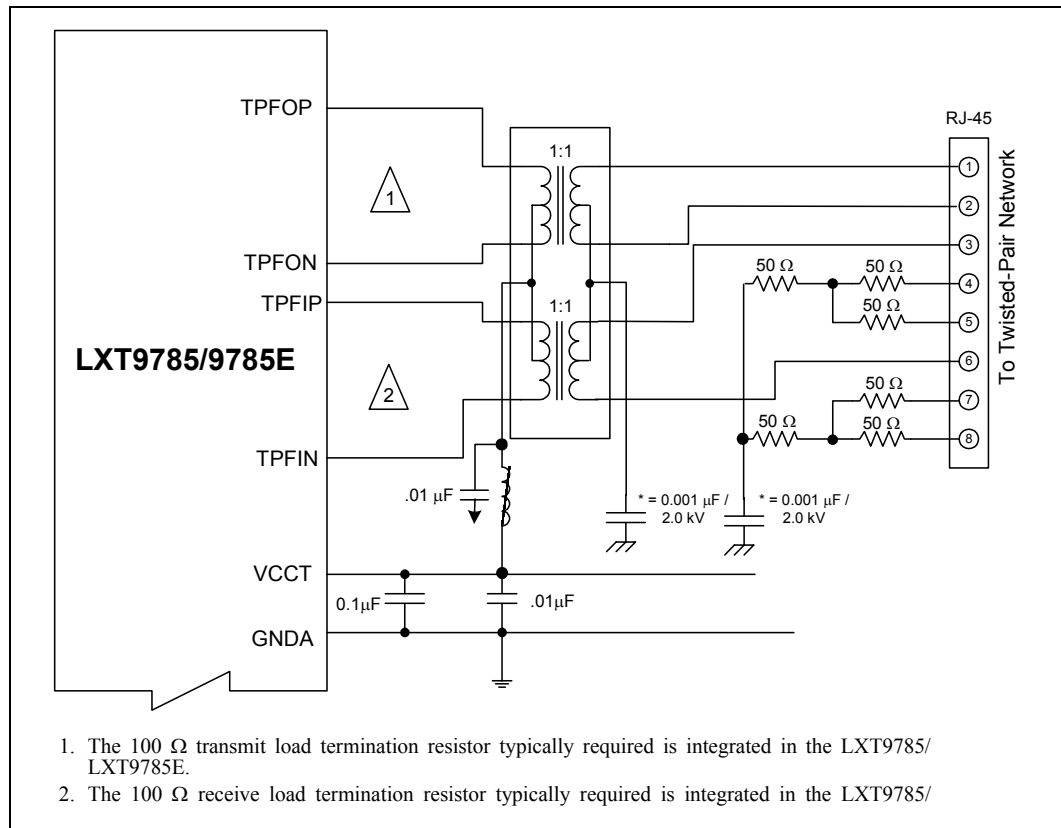 TPFOP
RJ-45
1:1
1
1
2
3
TPFON
50 Ω
50 Ω
4
TPFIP
1:1
50 Ω
5
LXT9785/9785E
6
2
50 Ω
7
50 Ω
50 Ω
8
To Twisted-Pair Network
TPFIN
.01 μF
* = 0.001 μF /
2.0 kV
* = 0.001 μF /
2.0 kV
VCCT
0.1μF
.01μF
GNDA
1. The 100 Ω transmit load termination resistor typically required is integrated in the LXT9785/
LXT9785E.
2. The 100 Ω receive load termination resistor typically required is integrated in the LXT9785/